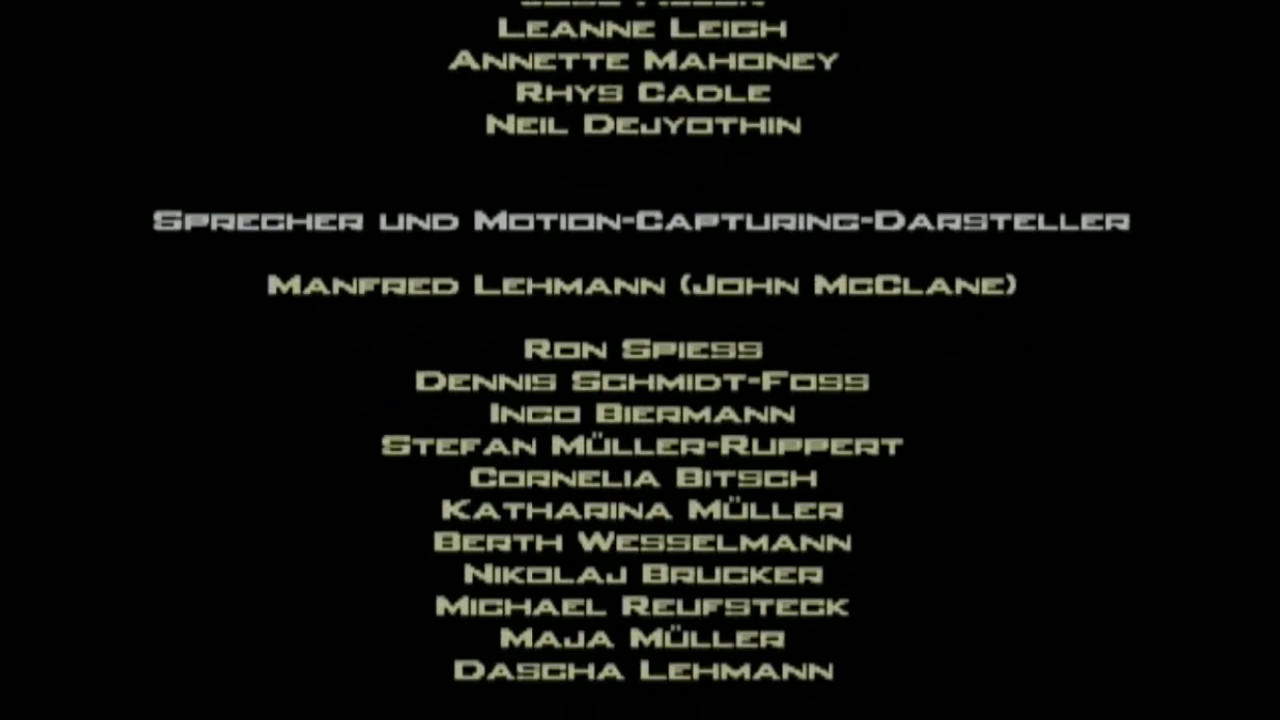 Leanne Leigh
Annette Mahoney
Rhys Cadle
Neil Dejyothin
Sprecher und Motion-Capturing-Darsteller
Manfred Lehmann (John McClane)
Ron Spiess
Dennis Schmidt-Foss
Ingo Biermann
Stefan Müller-Ruppert
Cornelia Bitsch
Katharina Müller
Berth Wesselmann
Nikolaj Brucker
Michael Reufsteck
Maja Müller
Dascha Lehmann